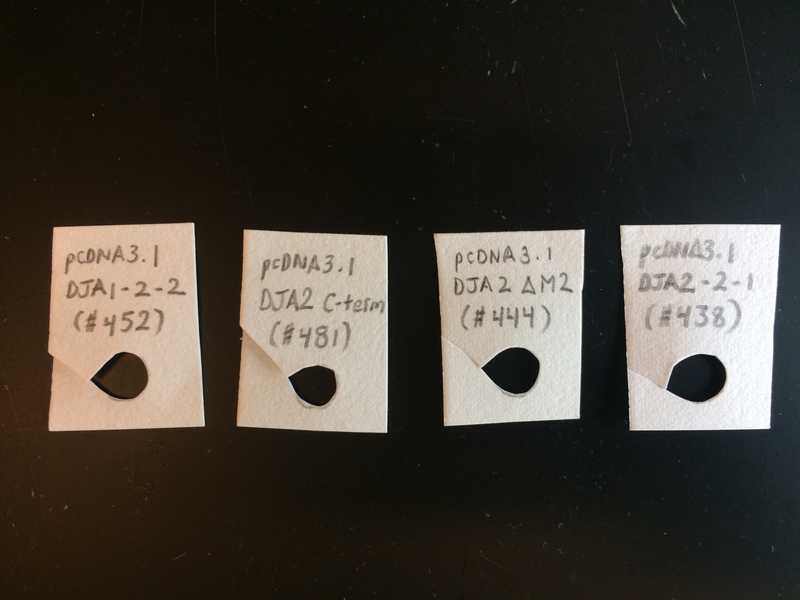 pcDNA3.1
DJA1-2-2
(#452)
pcDNA3.1
DJA2 C-term
(#481)
pcDNA3.1
DJA2 ΔM2
(#444)
pcDNA3.1
DJA2-2-1
(#438)